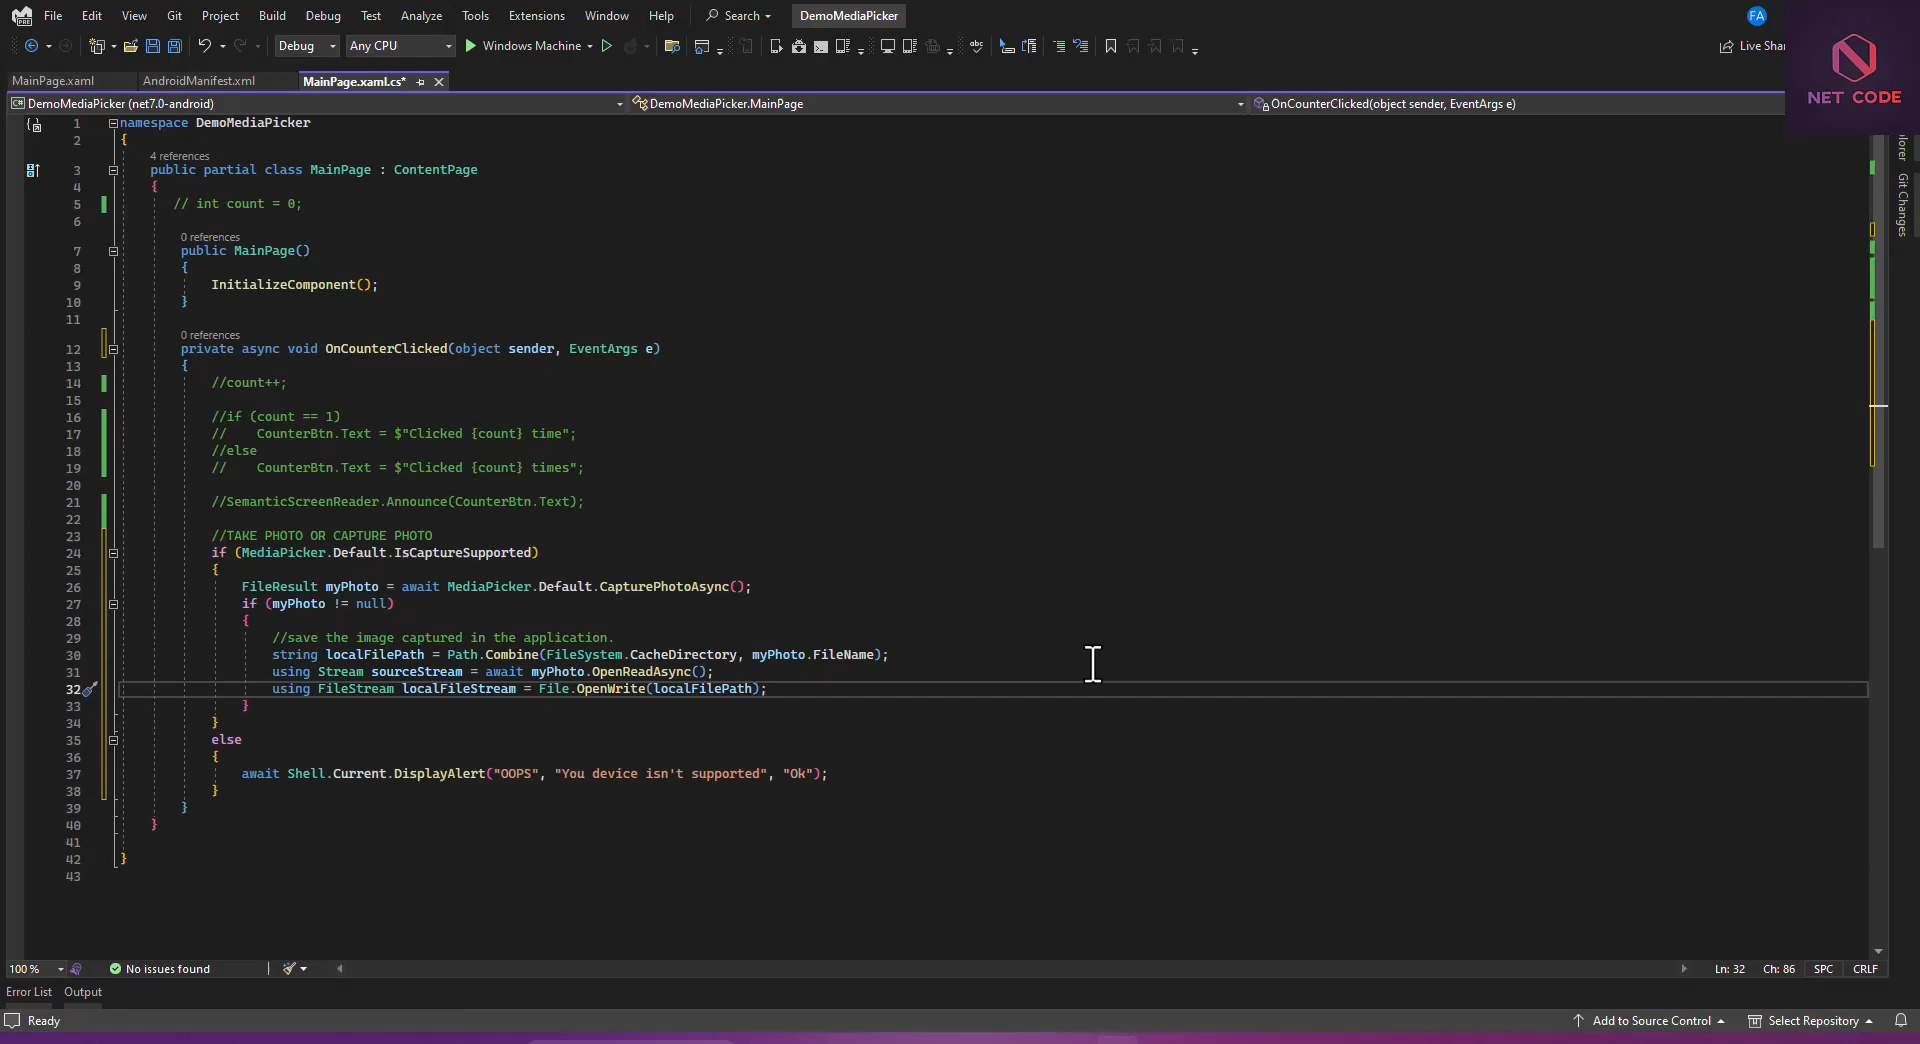 File Edit View Git Project Build Debug Test Analyze Tools Extensions Window Help Search DemoMediaPicker FA
Debug Any CPU Windows Machine Live Shar
NET CODE
MainPage.xaml AndroidManifest.xml MainPage.xaml.cs*
DemoMediaPicker (net7.0-android) DemoMediaPicker.MainPage OnCounterClicked(object sender, EventArgs e)
1 namespace DemoMediaPicker
2 {
4 references
3 public partial class MainPage : ContentPage
4 {
5 // int count = 0;
6
0 references
7 public MainPage()
8 {
9 InitializeComponent();
10 }
11
0 references
12 private async void OnCounterClicked(object sender, EventArgs e)
13 {
14 //count++;
15
16 //if (count == 1)
17 //    CounterBtn.Text = $"Clicked {count} time";
18 //else
19 //    CounterBtn.Text = $"Clicked {count} times";
20
21 //SemanticScreenReader.Announce(CounterBtn.Text);
22
23 //TAKE PHOTO OR CAPTURE PHOTO
24 if (MediaPicker.Default.IsCaptureSupported)
25 {
26 FileResult myPhoto = await MediaPicker.Default.CapturePhotoAsync();
27 if (myPhoto != null)
28 {
29 //save the image captured in the application.
30 string localFilePath = Path.Combine(FileSystem.CacheDirectory, myPhoto.FileName);
31 using Stream sourceStream = await myPhoto.OpenReadAsync();
32 using FileStream localFileStream = File.OpenWrite(localFilePath);
33 }
34 }
35 else
36 {
37 await Shell.Current.DisplayAlert("OOPS", "You device isn't supported", "Ok");
38 }
39 }
40 }
41
42 }
43
lorer
Git Changes
100 % No issues found Ln: 32 Ch: 86 SPC CRLF
Error List Output
Ready Add to Source Control Select Repository